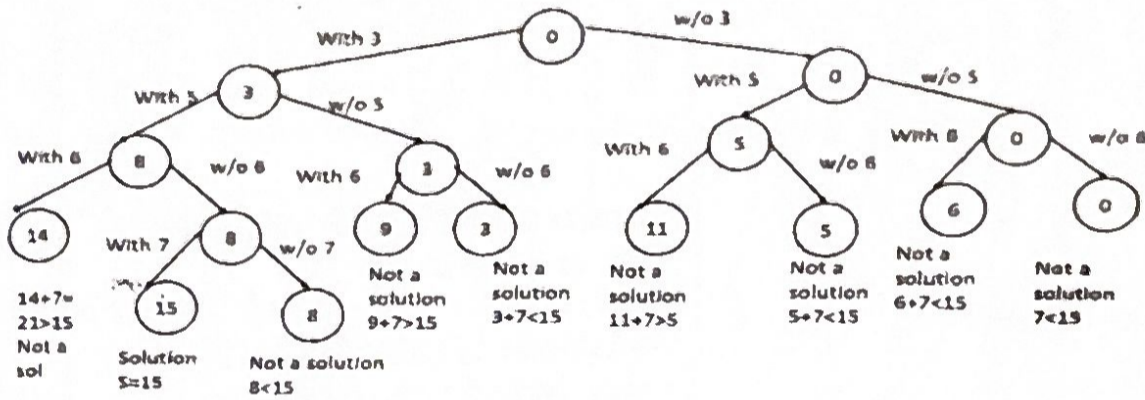 0
With 3
w/o 3
3
0
With 5
w/o 5
With 5
w/o 5
8
3
5
0
With 6
w/o 6
With 6
w/o 6
With 6
w/o 6
With 6
w/o 6
14
8
9
3
11
5
6
0
With 7
w/o 7
15
8
14+7=
21>15
Not a
sol
Solution
S=15
Not a solution
8<15
Not a
solution
9+7>15
Not a
solution
3+7<15
Not a
solution
11+7>5
Not a
solution
5+7<15
Not a
solution
6+7<15
Not a
solution
7<15